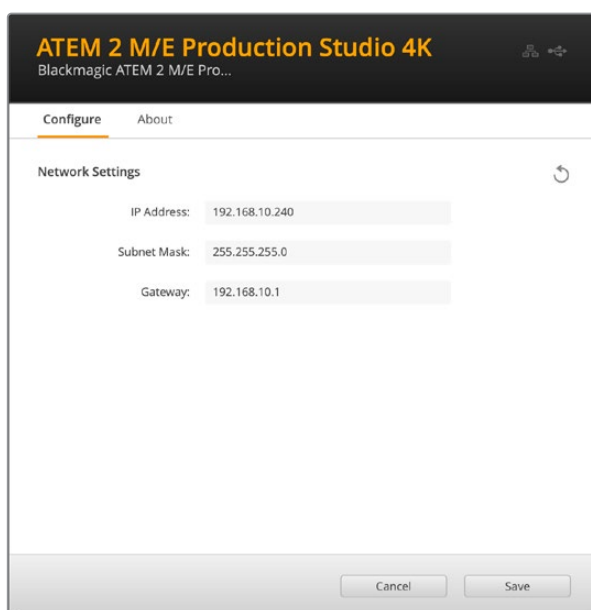 ATEM 2 M/E Production Studio 4K
Blackmagic ATEM 2 M/E Pro...
Configure About
Network Settings
IP Address: 192.168.10.240
Subnet Mask: 255.255.255.0
Gateway: 192.168.10.1
Cancel Save